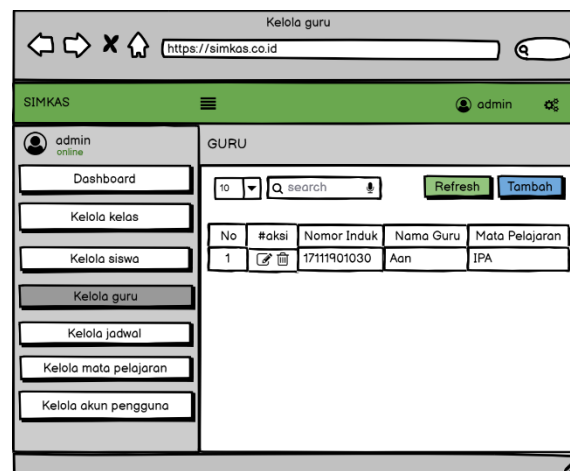 Kelola guru
https://simkas.co.id
SIMKAS
admin
admin
online
GURU
Dashboard
Kelola kelas
Kelola siswa
Kelola guru
Kelola jadwal
Kelola mata pelajaran
Kelola akun pengguna
10
search
Refresh
Tambah
No #aksi Nomor Induk Nama Guru Mata Pelajaran
1 17111901030 Aan IPA